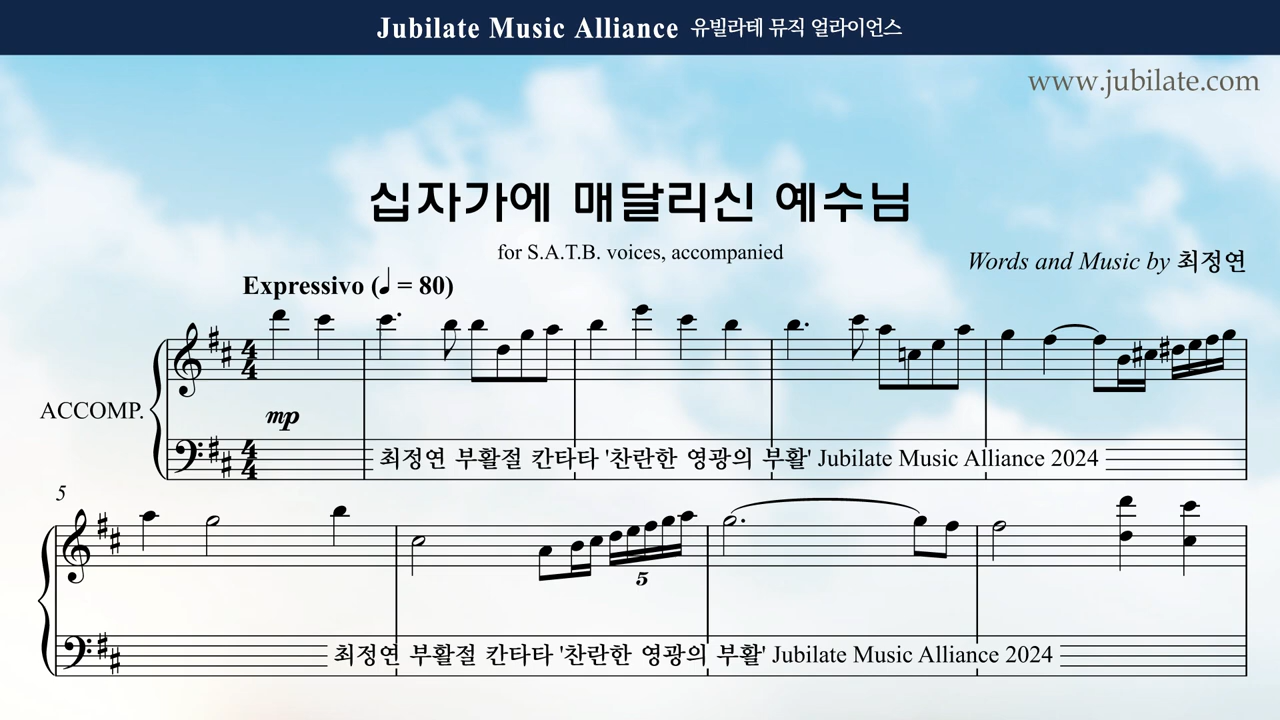 Jubilate Music Alliance 유빌라테 뮤직 얼라이언스
www.jubilate.com
십자가에 매달리신 예수님
for S.A.T.B. voices, accompanied
Words and Music by 최정연
Expressivo (♩ = 80)
4 4
ACCOMP.
mp
4 4
최정연 부활절 칸타타 '찬란한 영광의 부활' Jubilate Music Alliance 2024
5
5
최정연 부활절 칸타타 '찬란한 영광의 부활' Jubilate Music Alliance 2024